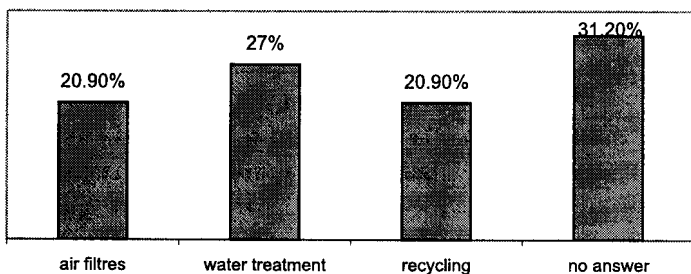 31.20%
27%
20.90%
20.90%
air filtres
water treatment
recycling
no answer